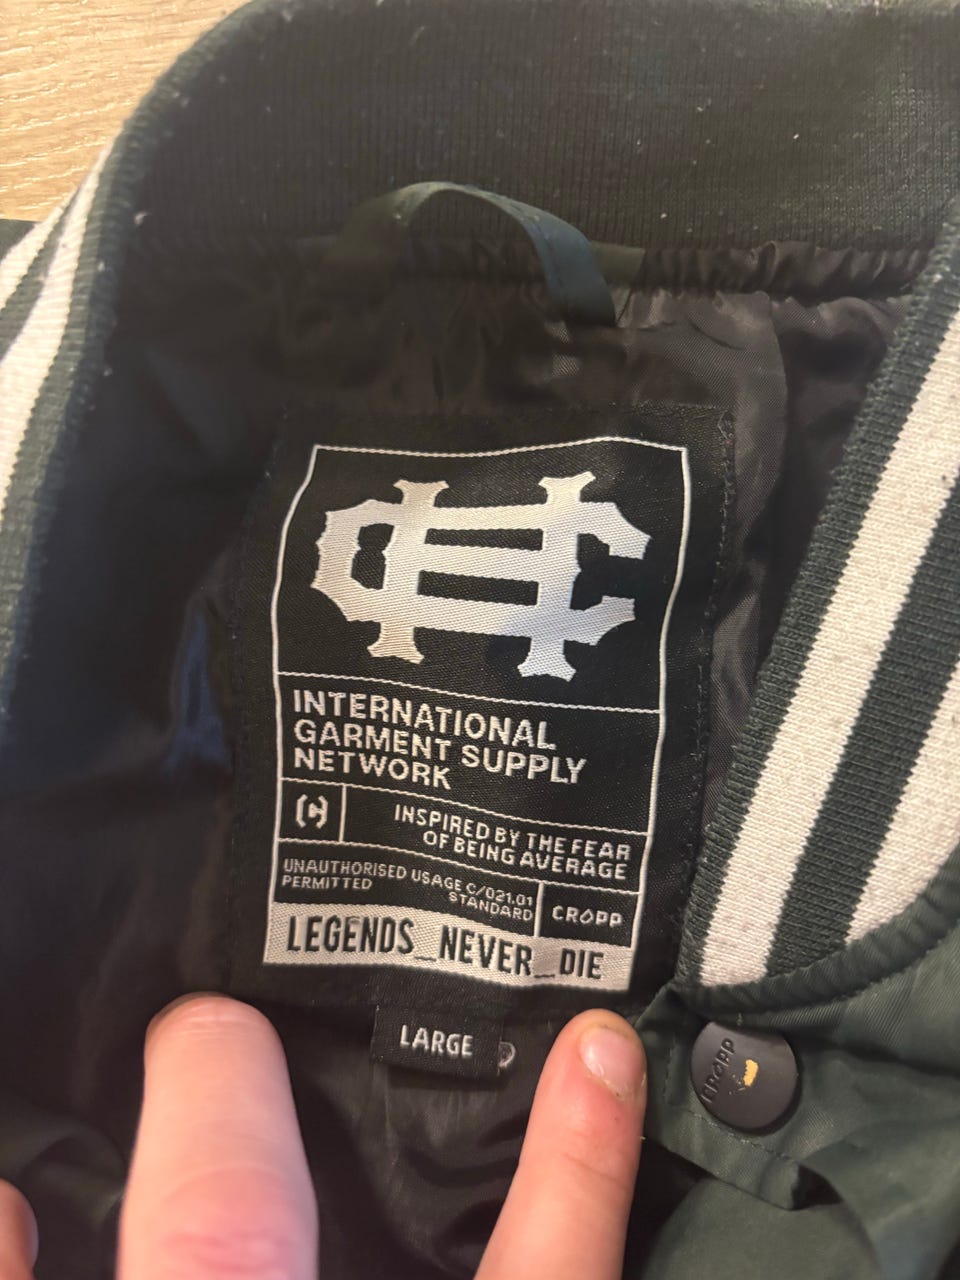 INTERNATIONAL
GARMENT SUPPLY
NETWORK
(C)
INSPIRED BY THE FEAR
OF BEING AVERAGE
UNAUTHORISED USAGE C/021.01
PERMITTED STANDARD
CROPP
LEGENDS_NEVER_DIE
LARGE
CROPP